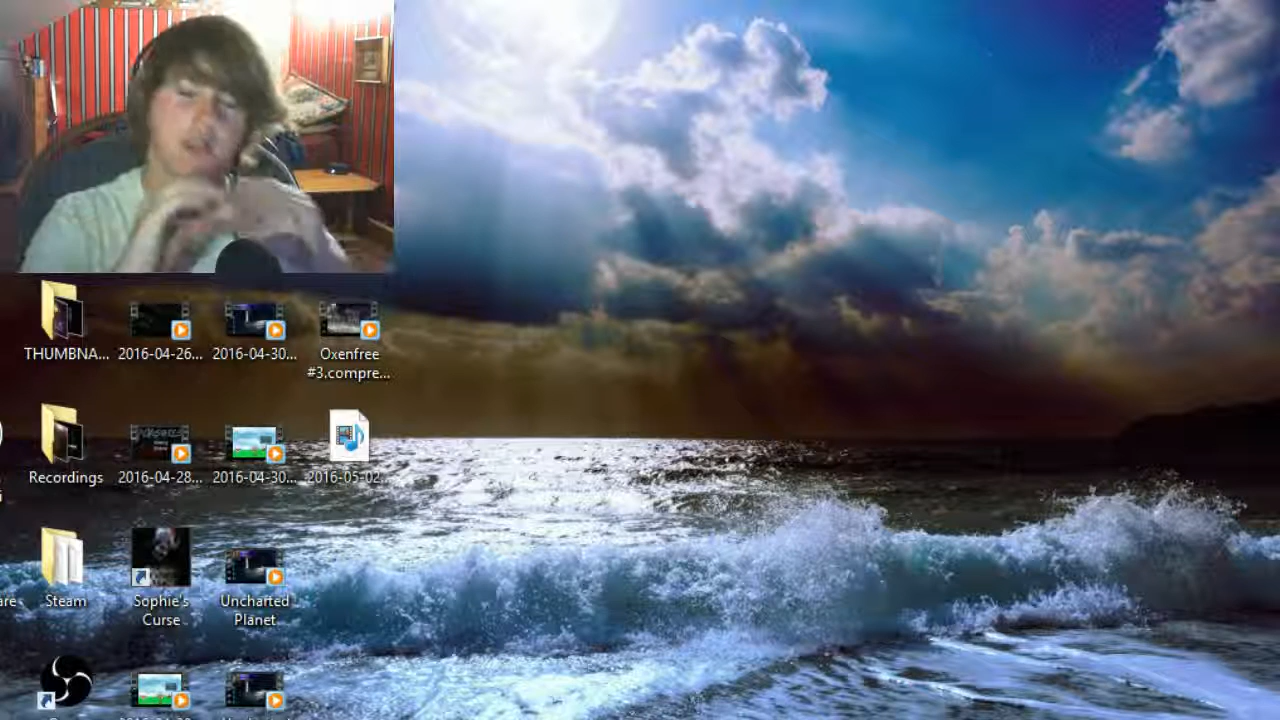 THUMBNA...
2016-04-26...
2016-04-30...
Oxenfree
#3.compre...
Recordings
2016-04-28...
2016-04-30...
2016-05-02...
are
Steam
Sophie's
Curse
Uncharted
Planet